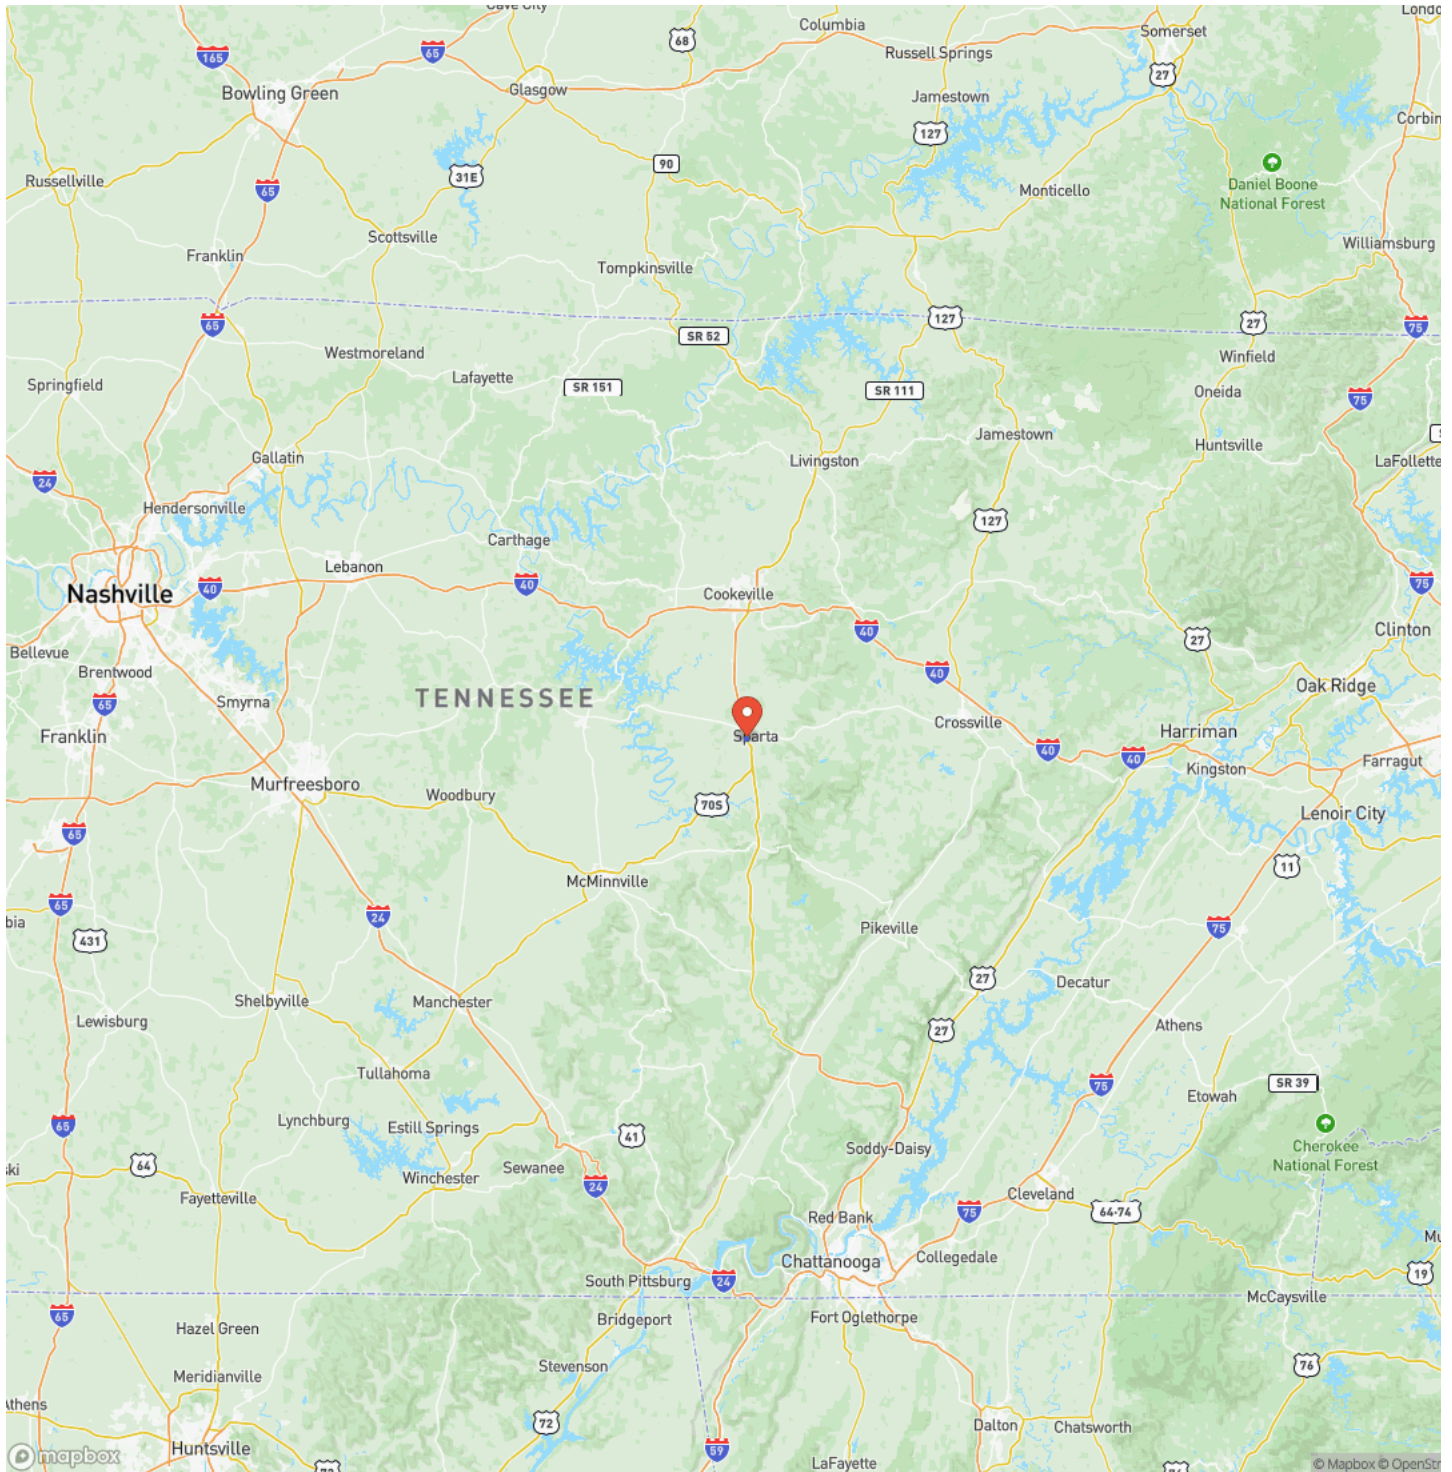 Cave City
Columbia
London
165
65
68
Russell Springs
Somerset
27
Bowling Green
Glasgow
Jamestown
Corbin
127
90
31E
Russellville
65
Daniel Boone
National Forest
Monticello
Scottsville
Williamsburg
Franklin
Tompkinsville
65
127
27
75
SR 52
Westmoreland
Winfield
Springfield
Lafayette
SR 151
SR 111
Oneida
75
Jamestown
Huntsville
Gallatin
Livingston
LaFollette
24
Hendersonville
127
Carthage
Lebanon
40
40
Nashville
Cookeville
75
40
27
Clinton
Bellevue
Brentwood
40
Oak Ridge
TENNESSEE
Smyrna
65
Franklin
Sparta
Crossville
Harriman
40
40
Kingston
Farragut
Murfreesboro
Woodbury
70S
Lenoir City
65
McMinnville
11
65
24
bia
431
Pikeville
75
27
Decatur
Shelbyville
Manchester
Lewisburg
27
Athens
Tullahoma
75
SR 39
Etowah
Lynchburg
Estill Springs
65
41
Cherokee
National Forest
Soddy-Daisy
ski
64
Sewanee
Winchester
24
Fayetteville
Cleveland
75
64-74
Red Bank
Mu
Chattanooga
Collegedale
South Pittsburg
24
19
McCaysville
65
Bridgeport
Fort Oglethorpe
Hazel Green
Stevenson
76
Meridianville
Athens
72
Dalton
Chatsworth
Huntsville
59
mapbox
LaFayette
72
74
© Mapbox © OpenStr